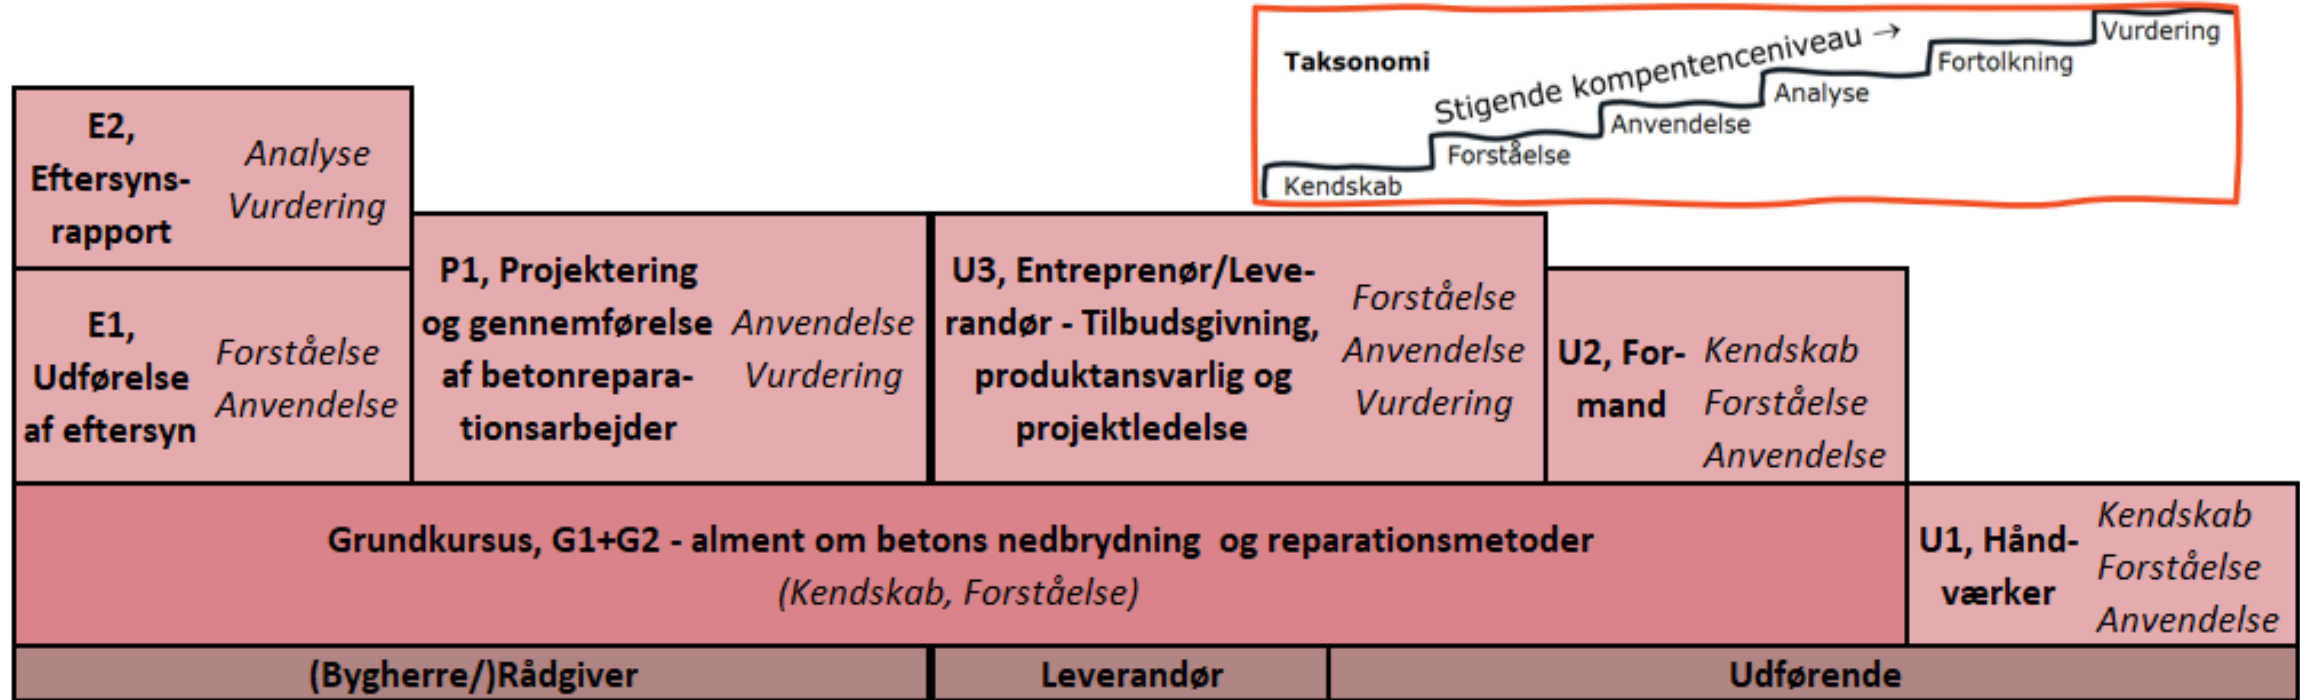 Taksonomi
Stigende kompentenceniveau →
Vurdering
Fortolkning
Analyse
Anvendelse
Forståelse
Kendskab
E2,
Eftersyns-
rapport
Analyse
Vurdering
E1,
Udførelse
af eftersyn
Forståelse
Anvendelse
P1, Projektering
og gennemførelse
af betonrepara-
tionsarbejder
Anvendelse
Vurdering
U3, Entreprenør/Leve-
randør - Tilbudsgivning,
produktansvarlig og
projektledelse
Forståelse
Anvendelse
Vurdering
U2, For-
mand
Kendskab
Forståelse
Anvendelse
Grundkursus, G1+G2 - alment om betons nedbrydning og reparationsmetoder
(Kendskab, Forståelse)
U1, Hånd-
værker
Kendskab
Forståelse
Anvendelse
(Bygherre/)Rådgiver
Leverandør
Udførende